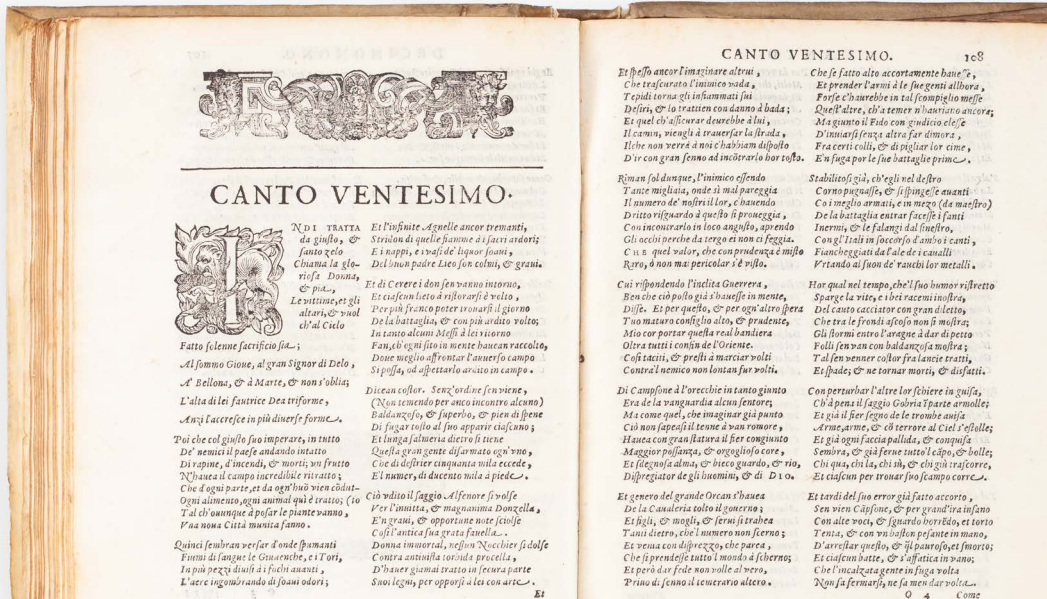 CANTO VENTESIMO.
INDI TRATTA
da giusto, &
santo zelo
Chiama la glo-
riosa Donna,
& pia,
Le vittime, et gli
altari, & vuol
ch'al Cielo
Fatto solenne sacrificio sia;
Al sommo Gioue, al gran Signor di Delo,
A' Bellona, & à Marte, & non s'oblia;
L'alta di lei fautrice Dea triforme,
Anzi l'accresce in più diuerse forme.
Poi che col giusto suo imperare, in tutto
De' nemici il paese andando intatto
Di rapine, d'incendi, & morti; un frutto
N'hauea il campo incredibile ritratto;
Che d'ogni parte, et da ogn'huō vien cōdut-
Ogni alimento, ogni animal quì è tratto; (to
Tal ch'ouunque à posar le piante vanno,
Vna noua Città munita fanno.
Quinci sembran versar d'onde spumanti
Fiumi di sangue le Giuuenche, e i Tori,
In più pezzi diuisi à i fochi auanti,
L'aere ingombrando di soaui odori;
Et l'infinite Agnelle ancor tremanti,
Stridon di quelle fiamme à i sacri ardori;
E i nappi, e i vasi de' liquor soaui,
Del buon padre Lieo son colmi, & graui.
Et di Cerere i don sen vanno intorno,
Et ciascun lieto à ristorarsi è volto,
Per più franco poter trouarsi il giorno
De la battaglia, & con più ardito volto;
In tanto alcuni Messi à lei ritorno
Fan, ch'ogni sito in mente hauean raccolto,
Doue meglio affrontar l'auuerso campo
Si possa, od aspettarlo ardito in campo.
Dicean costor. Senz'ordine sen viene,
(Non temendo per anco incontro alcuno)
Baldanzoso, & superbo, & pien di spene
Di fugar tosto al suo apparir ciascuno;
Et lunga salmeria dietro si tiene
Questa gran gente disarmato ogn'vno,
Che di destrier cinquanta mila eccede,
E'l numer, di ducento mila à piede.
Ciò vdito il saggio Alfenore si volse
Ver l'inuitta, & magnanima Donzella,
E'n graui, & opportune note sciolse
Così l'antica sua grata fauella.
Donna immortal, nessun Nocchier si dolse
Contra antiuista torbida procella,
D'hauer giamai tratto in secura parte
Suoi legni, per opporsi à lei con arte.
Et
CANTO VENTESIMO. 108
Et spesso ancor l'imaginare altrui,
Che trascurato l'inimico vada,
Tepidi torna gli infiammati sui
Desiri, & lo trattien con danno à bada;
Et quel ch'assicurar deurebbe à lui,
Il camin, vieugli à trauersar la strada,
Il che non verrà à noi c'habbiam disposto
D'ir con gran senno ad incōtrarlo hor tosto.
Riman sol dunque, l'inimico essendo
Tante migliaia, onde sì mal pareggia
Il numero de' nostri il lor, c'hauendo
Dritto risguardo à questo si proueggia,
Con incontrarlo in loco angusto, aprendo
Gli occhi perche da tergo ei non ci feggia.
CHE quel valor, che con prudenza è misto
Raro, ò non mai pericolar s'è visto.
Cui rispondendo l'inclita Guerrera,
Ben che ciò posto già s'hauesse in mente,
Disse. Et per questo, & per ogn'altro spera
Tuo maturo consiglio alto, & prudente,
Mio cor portar questa real bandiera
Oltra tutti i confin de l'Oriente.
Così taciti, & presti à marciar volti
Contra'l nemico non lontan fur volti.
Di Campsone à l'orecchie in tanto giunto
Era de la vanguardia alcun sentore;
Ma come quel, che imaginar già punto
Ciò non sapea sì il tenne à van romore,
Hauea con gran statura il fier congiunto
Maggior possanza, & orgoglioso core,
Et sdegnosa alma, & bieco guardo, & rio,
Dispregiator de gli huomini, & di DIO.
Et genero del grande Orcan s'hauea
De la Caualeria tolto il gouerno;
Et figli, & mogli, & serui si trahea
Tanti dietro, che'l numero non scerno;
Et venia con disprezzo, che parea,
Che si prendesse tutto'l mondo à scherno;
Et però dar fede non volle al vero,
Prino di senno il temerario altero.
Che se fatto alto accortamente hauesse,
Et prender l'armi à le sue genti allhora,
Forse c'haurebbe in tal scompiglio messe
Quest'altre, ch'a temer n'hauriano ancora;
Ma giunto il Fido con giudicio elesse
D'inuiarsi senza altra far dimora,
Fra certi colli, & di pigliar lor cime,
E'n fuga por le sue battaglie prime.
Stabilitosi già, ch'egli nel destro
Corno pugnasse, & si spingesse auanti
Co i meglio armati, e in mezo (da maestro)
De la battaglia entrar facesse i fanti
Inermi, & le falangi dal sinestro,
Con gl'Itali in soccorso d'ambo i canti,
Fiancheggiati da l'ale de i caualli
Vrtando al suon de' rauchi lor metalli.
Hor qual nel tempo, che'l suo humor ristretto
Sparge la vite, e i bei racemi inostra,
Del cauto cacciator con gran diletto,
Che tra le frondi ascoso non si mostra;
Gli stormi entro l'aragne à dar di petto
Folli sen van con baldanzosa mostra;
Tal sen venner costor fra lancie tratti,
Et spade; & ne tornar morti, & disfatti.
Con perturbar l'altre lor schiere in guisa,
Ch'à pena il saggio Gobria ī parte armolle;
Et già il fier segno de le trombe auisa
Arme, arme, & cō terrore al Ciel s'estolle;
Et già ogni faccia pallida, & conquisa
Sembra, & già ferue tutto'l cāpo, & bolle;
Chi qua, chi la, chi sù, & chi giù trascorre,
Et ciascun per trouar suo scampo corre.
Et tardi del suo error già fatto accorto,
Sen vien Cāpsone, & per grand'ira insano
Con alte voci, & sguardo horrēdo, et torto
Tenta, & con vn baston pesante in mano,
D'arrestar questo, & q̄l pauroso, et smorto;
Et ciascun batte, & s'affatica in vano;
Che l'incalzata gente in fuga volta
Non sa fermarsi, ne sa men dar volta.
O 4 Come